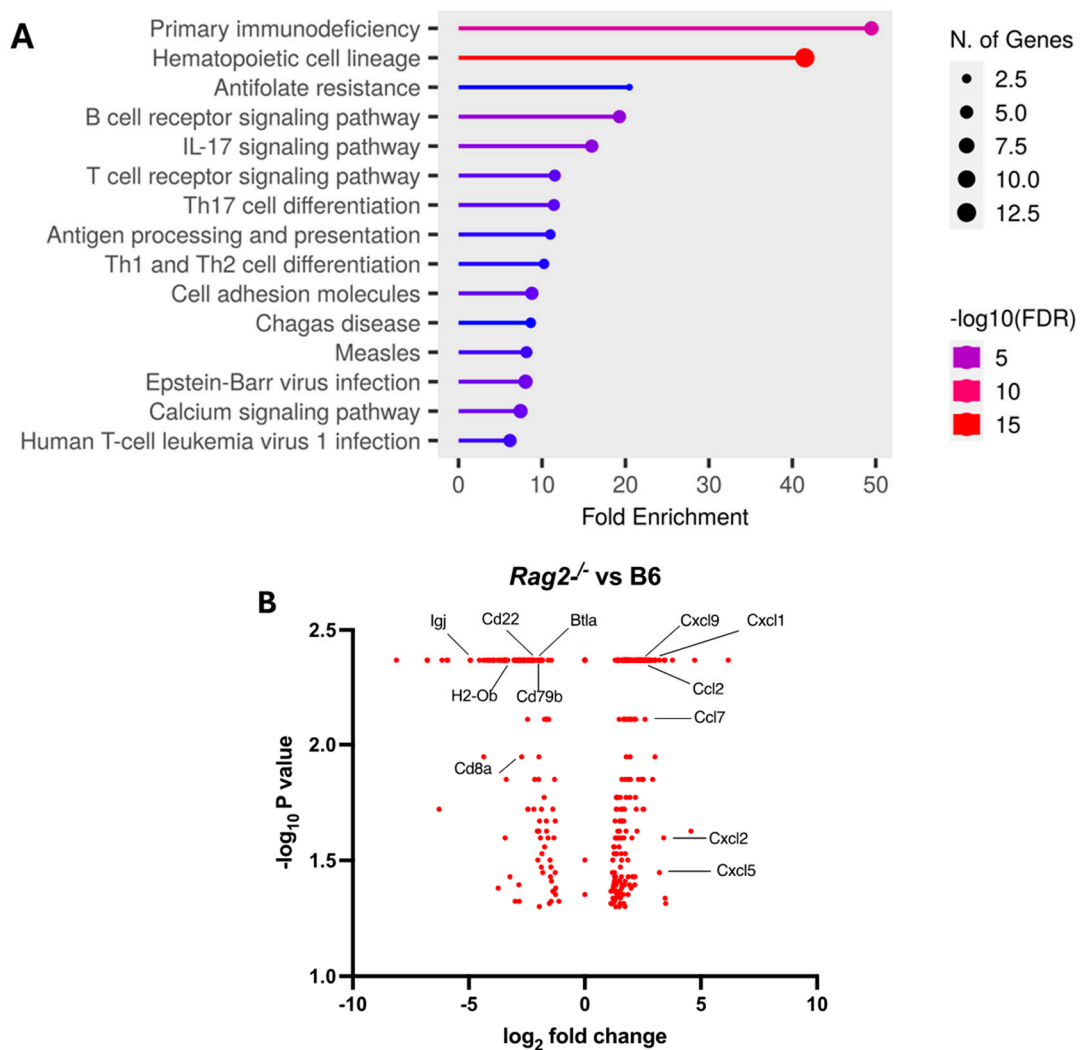 A
Primary immunodeficiency
Hematopoietic cell lineage
Antifolate resistance
B cell receptor signaling pathway
IL-17 signaling pathway
T cell receptor signaling pathway
Th17 cell differentiation
Antigen processing and presentation
Th1 and Th2 cell differentiation
Cell adhesion molecules
Chagas disease
Measles
Epstein-Barr virus infection
Calcium signaling pathway
Human T-cell leukemia virus 1 infection
0 10 20 30 40 50
Fold Enrichment
N. of Genes
2.5
5.0
7.5
10.0
12.5
-log10(FDR)
5
10
15
B
Rag2-/- vs B6
Igj Cd22 Btla Cxcl9 Cxcl1
H2-Ob Cd79b Ccl2
Ccl7
Cd8a
Cxcl2
Cxcl5
2.5
2.0
1.5
1.0
-log10 P value
-10 -5 0 5 10
log2 fold change